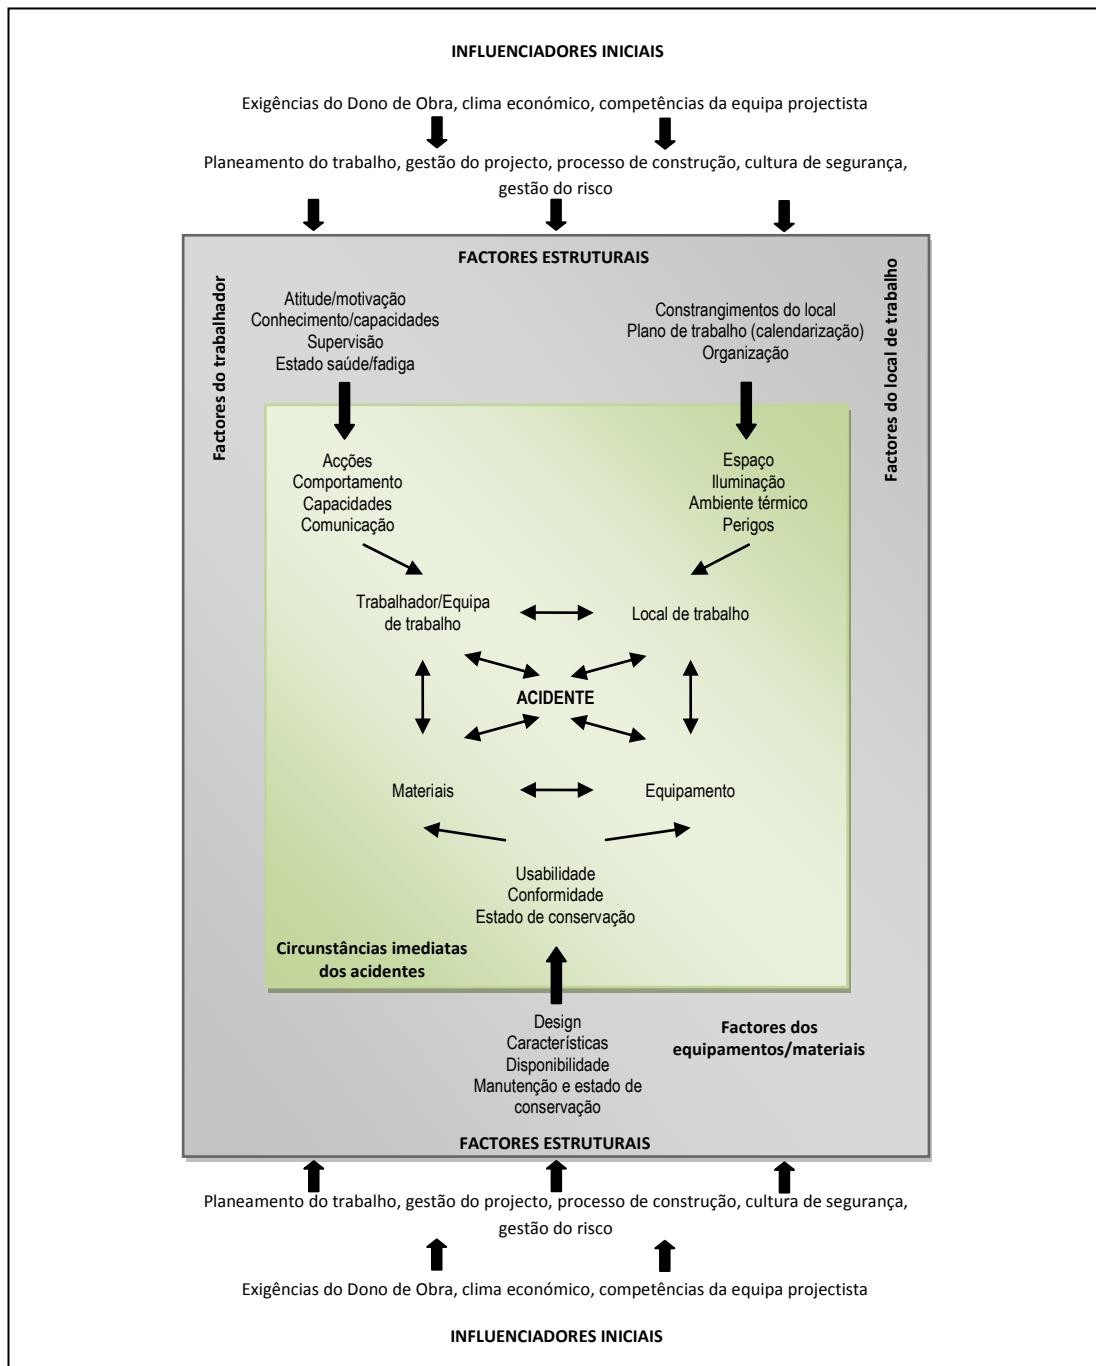 INFLUENCIADORES INICIAIS
Exigências do Dono de Obra, clima económico, competências da equipa projectista
Planeamento do trabalho, gestão do projecto, processo de construção, cultura de segurança,
gestão do risco
FACTORES ESTRUTURAIS
Factores do trabalhador
Atitude/motivação
Conhecimento/capacidades
Supervisão
Estado saúde/fadiga
Constrangimentos do local
Plano de trabalho (calendarização)
Organização
Factores do local de trabalho
Acções
Comportamento
Capacidades
Comunicação
Espaço
Iluminação
Ambiente térmico
Perigos
Trabalhador/Equipa
de trabalho
Local de trabalho
ACIDENTE
Materiais
Equipamento
Usabilidade
Conformidade
Estado de conservação
Circunstâncias imediatas
dos acidentes
Design
Características
Disponibilidade
Manutenção e estado de
conservação
Factores dos
equipamentos/materiais
FACTORES ESTRUTURAIS
Planeamento do trabalho, gestão do projecto, processo de construção, cultura de segurança,
gestão do risco
Exigências do Dono de Obra, clima económico, competências da equipa projectista
INFLUENCIADORES INICIAIS